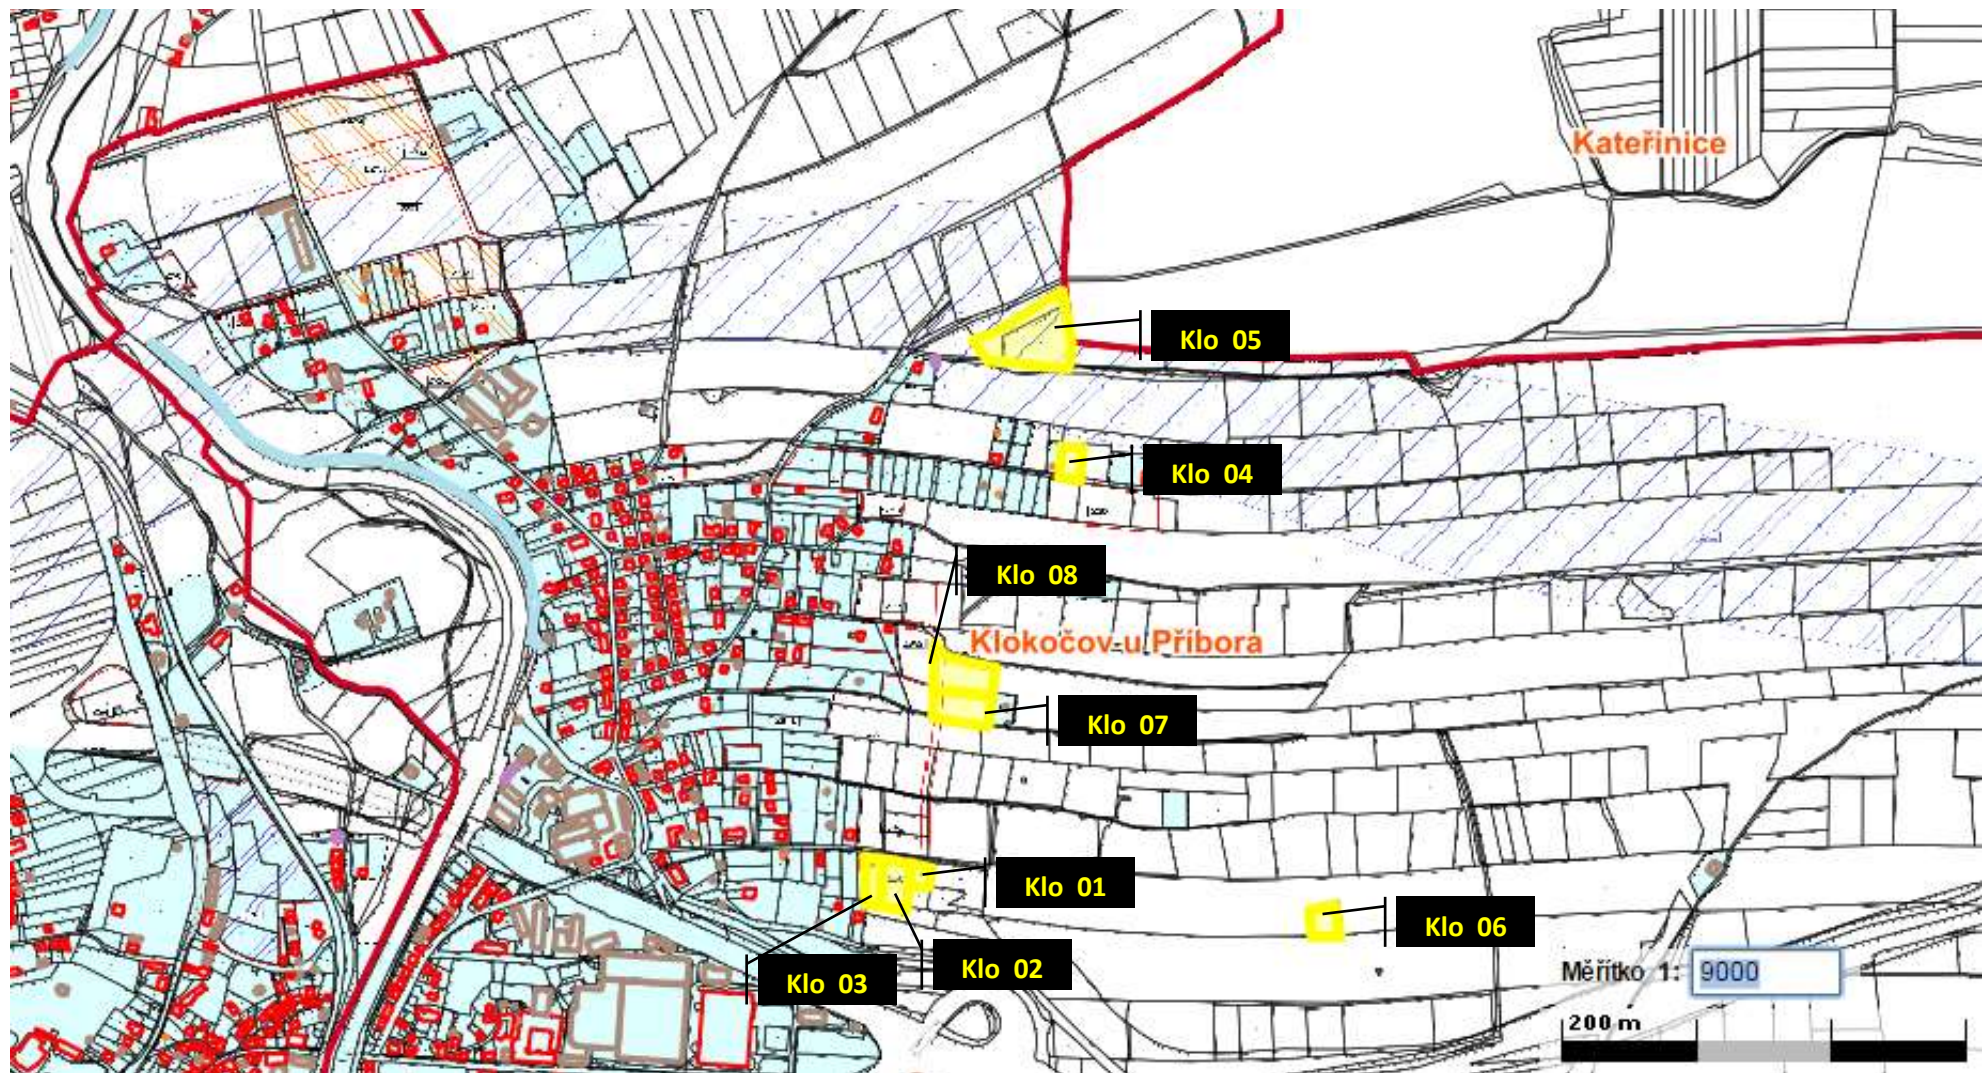 Kateřinice
Klo 05
Klo 04
Klo 08
Klokočov u Příbora
Klo 07
Klo 01
Klo 06
Klo 02
Klo 03
Měřítko 1: 9000
200 m